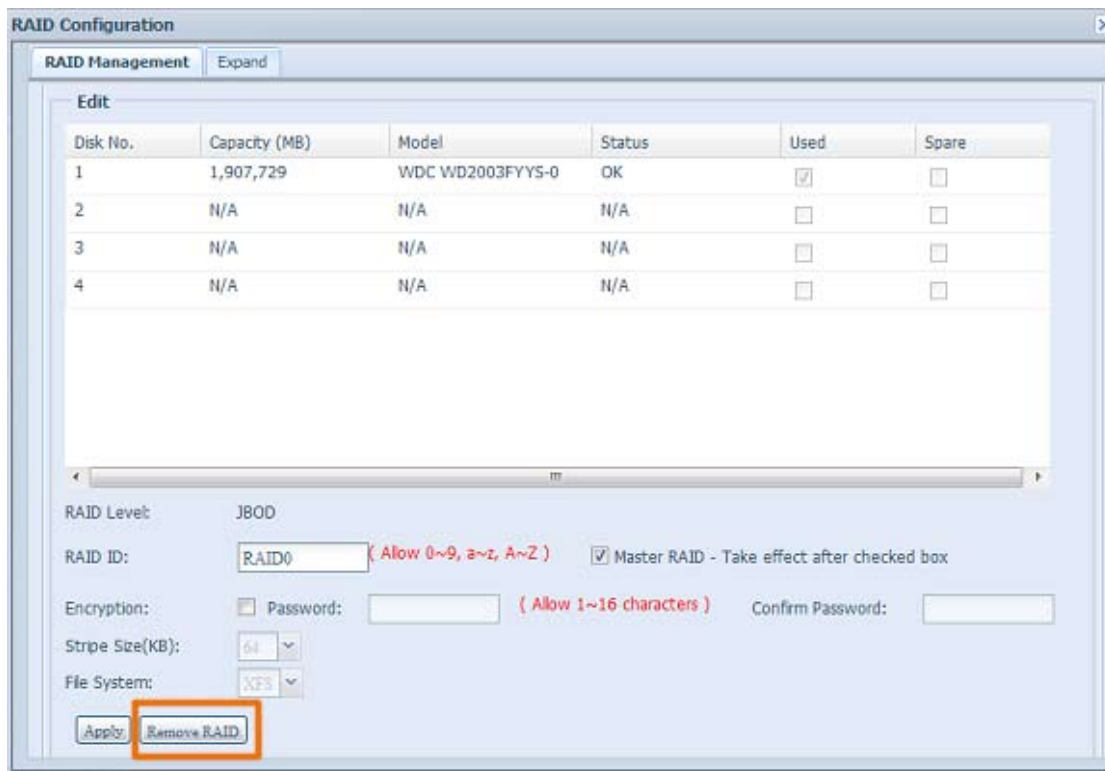 RAID Configuration
RAID Management Expand
Edit
Disk No. Capacity (MB) Model Status Used Spare
1 1,907,729 WDC WD2003FYYS-0 OK
2 N/A N/A N/A
3 N/A N/A N/A
4 N/A N/A N/A
RAID Level: JBOD
RAID ID: RAID0 ( Allow 0~9, a~z, A~Z ) Master RAID - Take effect after checked box
Encryption: Password: ( Allow 1~16 characters ) Confirm Password:
Stripe Size(KB): 64
File System: XFS
Apply Remove RAID